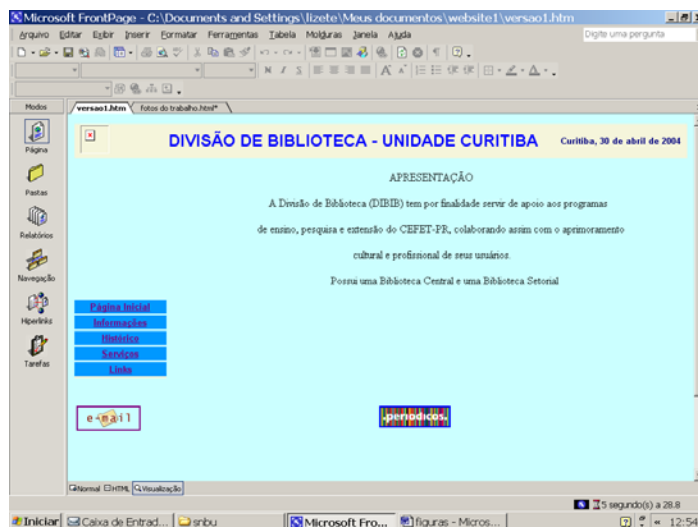 Microsoft FrontPage - C:\Documents and Settings\lizete\Meus documentos\website1\versao1.htm
Arquivo Editar Exibir Inserir Formatar Ferramentas Tabela Molduras Janela Ajuda Digite uma pergunta
N I S
Modos versao1.htm fotos do trabalho.html*
Página
Pastas
Relatórios
Navegação
Hiperlinks
Tarefas
DIVISÃO DE BIBLIOTECA - UNIDADE CURITIBA Curitiba, 30 de abril de 2004
APRESENTAÇÃO
A Divisão de Biblioteca (DIBIB) tem por finalidade servir de apoio aos programas
de ensino, pesquisa e extensão do CEFET-PR, colaborando assim com o aprimoramento
cultural e profissional de seus usuários.
Possui uma Biblioteca Central e uma Biblioteca Setorial
Página Inicial
Informações
Histórico
Serviços
Links
e-mail .periodicos.
Normal HTML Visualização
5 segundo(s) a 28.8
Iniciar Caixa de Entrad... snbu Microsoft Fro... figuras - Micros... « 12:54